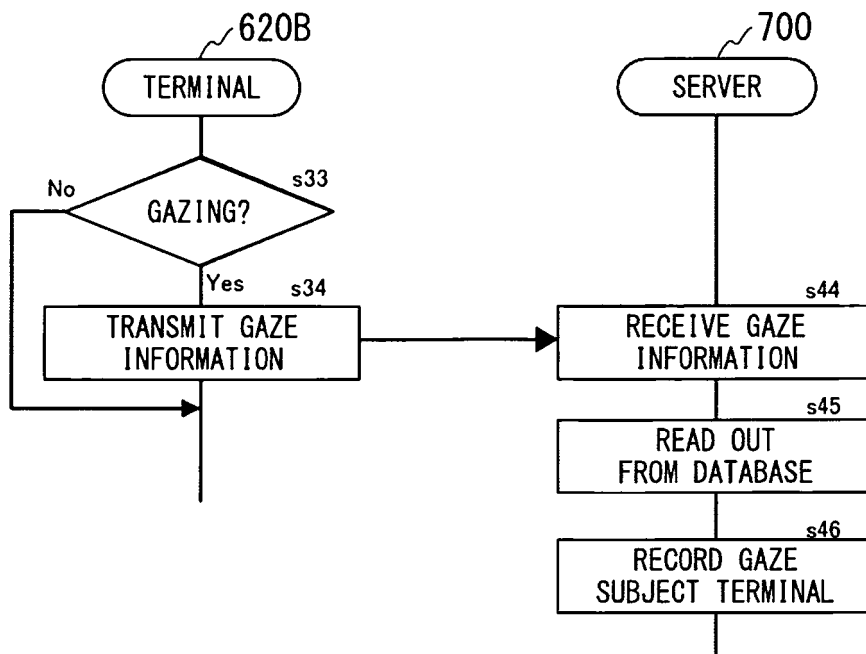 620B
700
TERMINAL
SERVER
s33
No
GAZING?
Yes
s34
TRANSMIT GAZE
INFORMATION
s44
RECEIVE GAZE
INFORMATION
s45
READ OUT
FROM DATABASE
s46
RECORD GAZE
SUBJECT TERMINAL